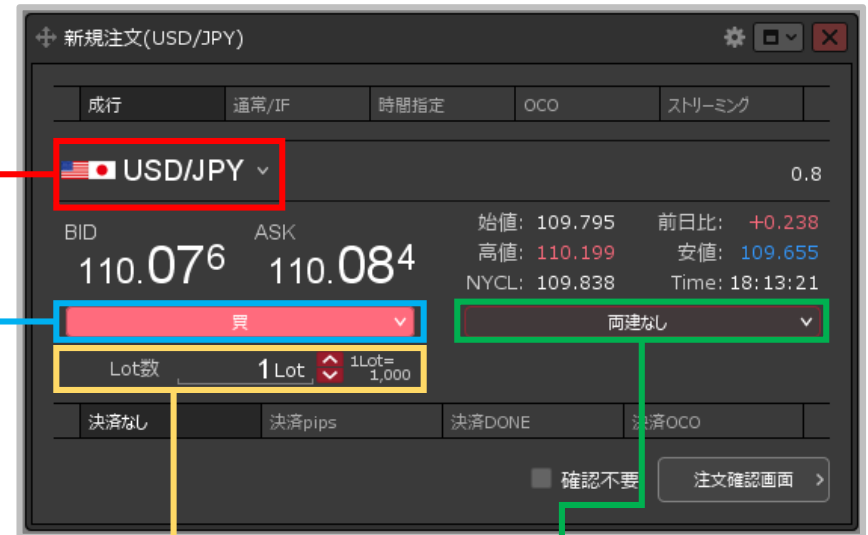 新規注文(USD/JPY)
成行 通常/IF 時間指定 OCO ストリーミング
USD/JPY 0.8
BID ASK 始値: 109.795 前日比: +0.238
110.076 110.084 高値: 110.199 安値: 109.655
NYCL: 109.838 Time: 18:13:21
買 両建なし
Lot数 1 Lot 1Lot=
1,000
決済なし 決済pips 決済DONE 決済OCO
確認不要 注文確認画面